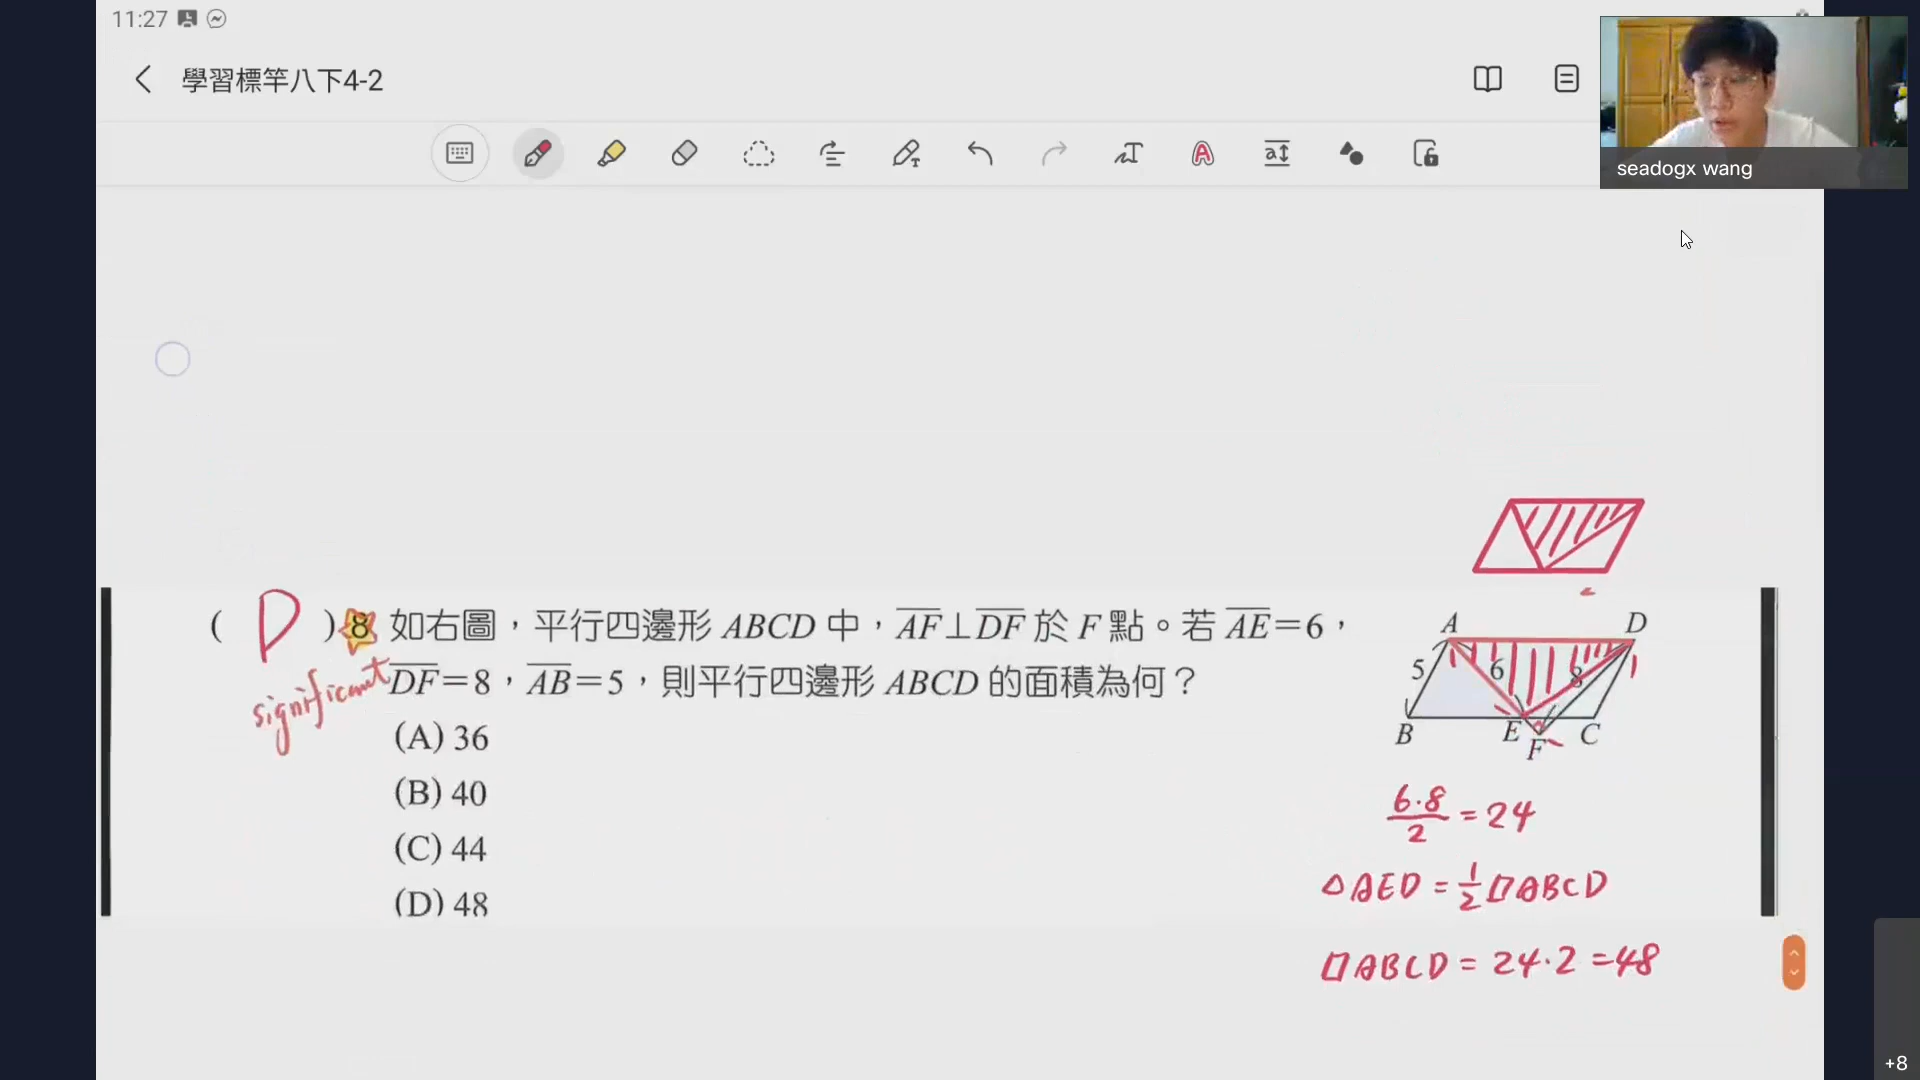 11:27
學習標竿八下4-2
seadogx wang
( D ) 8 如右圖，平行四邊形 ABCD 中，AF⊥DF 於 F 點。若 AE=6，
DF=8，AB=5，則平行四邊形 ABCD 的面積為何？
significant
(A) 36
(B) 40
(C) 44
(D) 48
A D
5 6 8
B E F C
6·8/2 = 24
△AED = 1/2 ▱ABCD
▱ABCD = 24·2 = 48
+8